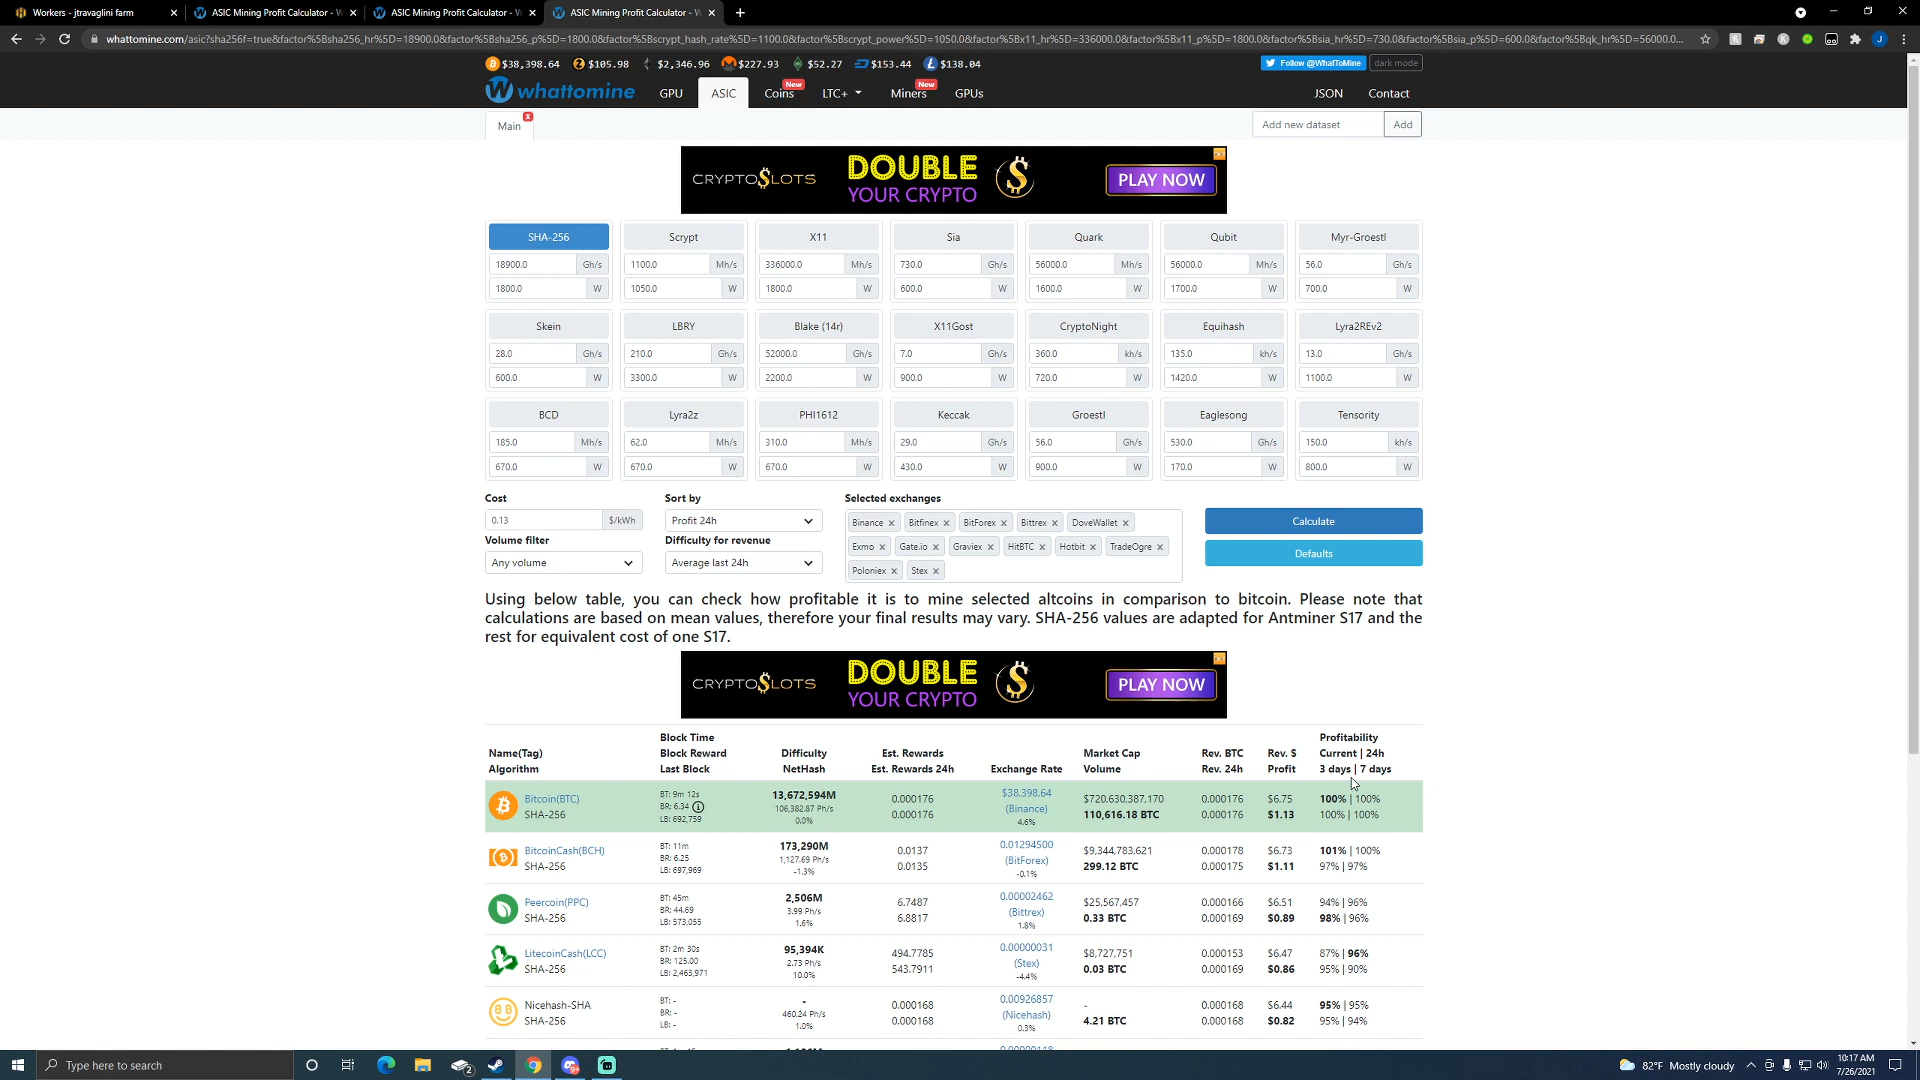 Workers - jtravaglini farm
ASIC Mining Profit Calculator - W
ASIC Mining Profit Calculator - W
ASIC Mining Profit Calculator - W
whattomine.com/asic?sha256f=true&factor%5Bsha256_hr%5D=18900.0&factor%5Bsha256_p%5D=1800.0&factor%5Bscrypt_hash_rate%5D=1100.0&factor%5Bscrypt_power%5D=1050.0&factor%5Bx11_hr%5D=336000.0&factor%5Bx11_p%5D=1800.0&factor%5Bsia_hr%5D=730.0&factor%5Bsia_p%5D=600.0&factor%5Bqk_hr%5D=56000.0...
$38,398.64 $105.98 $2,346.96 $227.93 $52.27 $153.44 $138.04
Follow @WhatToMine dark mode
whattomine GPU ASIC Coins New LTC+ Miners New GPUs JSON Contact
Main x Add new dataset Add
CRYPTOSLOTS DOUBLE YOUR CRYPTO $ PLAY NOW
SHA-256 Scrypt X11 Sia Quark Qubit Myr-Groestl
18900.0 Gh/s 1100.0 Mh/s 336000.0 Mh/s 730.0 Gh/s 56000.0 Mh/s 56000.0 Mh/s 56.0 Gh/s
1800.0 W 1050.0 W 1800.0 W 600.0 W 1600.0 W 1700.0 W 700.0 W
Skein LBRY Blake (14r) X11Gost CryptoNight Equihash Lyra2REv2
28.0 Gh/s 210.0 Gh/s 52000.0 Gh/s 7.0 Gh/s 360.0 kh/s 135.0 kh/s 13.0 Gh/s
600.0 W 3300.0 W 2200.0 W 900.0 W 720.0 W 1420.0 W 1100.0 W
BCD Lyra2z PHI1612 Keccak Groestl Eaglesong Tensority
185.0 Mh/s 62.0 Mh/s 310.0 Mh/s 29.0 Gh/s 56.0 Gh/s 530.0 Gh/s 150.0 kh/s
670.0 W 670.0 W 670.0 W 430.0 W 900.0 W 170.0 W 800.0 W
Cost Sort by Selected exchanges
0.13 $/kWh Profit 24h Binance × Bitfinex × BitForex × Bittrex × DoveWallet × Calculate
Volume filter Difficulty for revenue Exmo × Gate.io × Graviex × HitBTC × Hotbit × TradeOgre × Defaults
Any volume Average last 24h Poloniex × Stex ×
Using below table, you can check how profitable it is to mine selected altcoins in comparison to bitcoin. Please note that
calculations are based on mean values, therefore your final results may vary. SHA-256 values are adapted for Antminer S17 and the
rest for equivalent cost of one S17.
CRYPTOSLOTS DOUBLE YOUR CRYPTO $ PLAY NOW
Block Time Profitability
Name(Tag) Block Reward Difficulty Est. Rewards Market Cap Rev. BTC Rev. $ Current | 24h
Algorithm Last Block NetHash Est. Rewards 24h Exchange Rate Volume Rev. 24h Profit 3 days | 7 days
Bitcoin(BTC) BT: 9m 12s 13,672,594M 0.000176 $38,398.64 $720,630,387,170 0.000176 $6.75 100% | 100%
SHA-256 BR: 6.34 106,382.87 Ph/s 0.000176 (Binance) 110,616.18 BTC 0.000176 $1.13 100% | 100%
LB: 692,759 0.0% 4.6%
BitcoinCash(BCH) BT: 11m 173,290M 0.0137 0.01294500 $9,344,783,621 0.000178 $6.73 101% | 100%
SHA-256 BR: 6.25 1,127.69 Ph/s 0.0135 (BitForex) 299.12 BTC 0.000175 $1.11 97% | 97%
LB: 697,969 -1.3% -0.1%
Peercoin(PPC) BT: 45m 2,506M 6.7487 0.00002462 $25,567,457 0.000166 $6.51 94% | 96%
SHA-256 BR: 44.69 3.99 Ph/s 6.8817 (Bittrex) 0.33 BTC 0.000169 $0.89 98% | 96%
LB: 573,055 1.6% 1.8%
LitecoinCash(LCC) BT: 2m 30s 95,394K 494.7785 0.00000031 $8,727,751 0.000153 $6.47 87% | 96%
SHA-256 BR: 125.00 2.73 Ph/s 543.7911 (Stex) 0.03 BTC 0.000169 $0.86 95% | 90%
LB: 2,463,971 10.0% -4.4%
Nicehash-SHA BT: - - 0.000168 0.00926857 - 0.000168 $6.44 95% | 95%
SHA-256 BR: - 460.24 Ph/s 0.000168 (Nicehash) 4.21 BTC 0.000168 $0.82 95% | 94%
LB: - 1.0% 0.3%
Type here to search 2 82°F Mostly cloudy 10:17 AM
7/26/2021